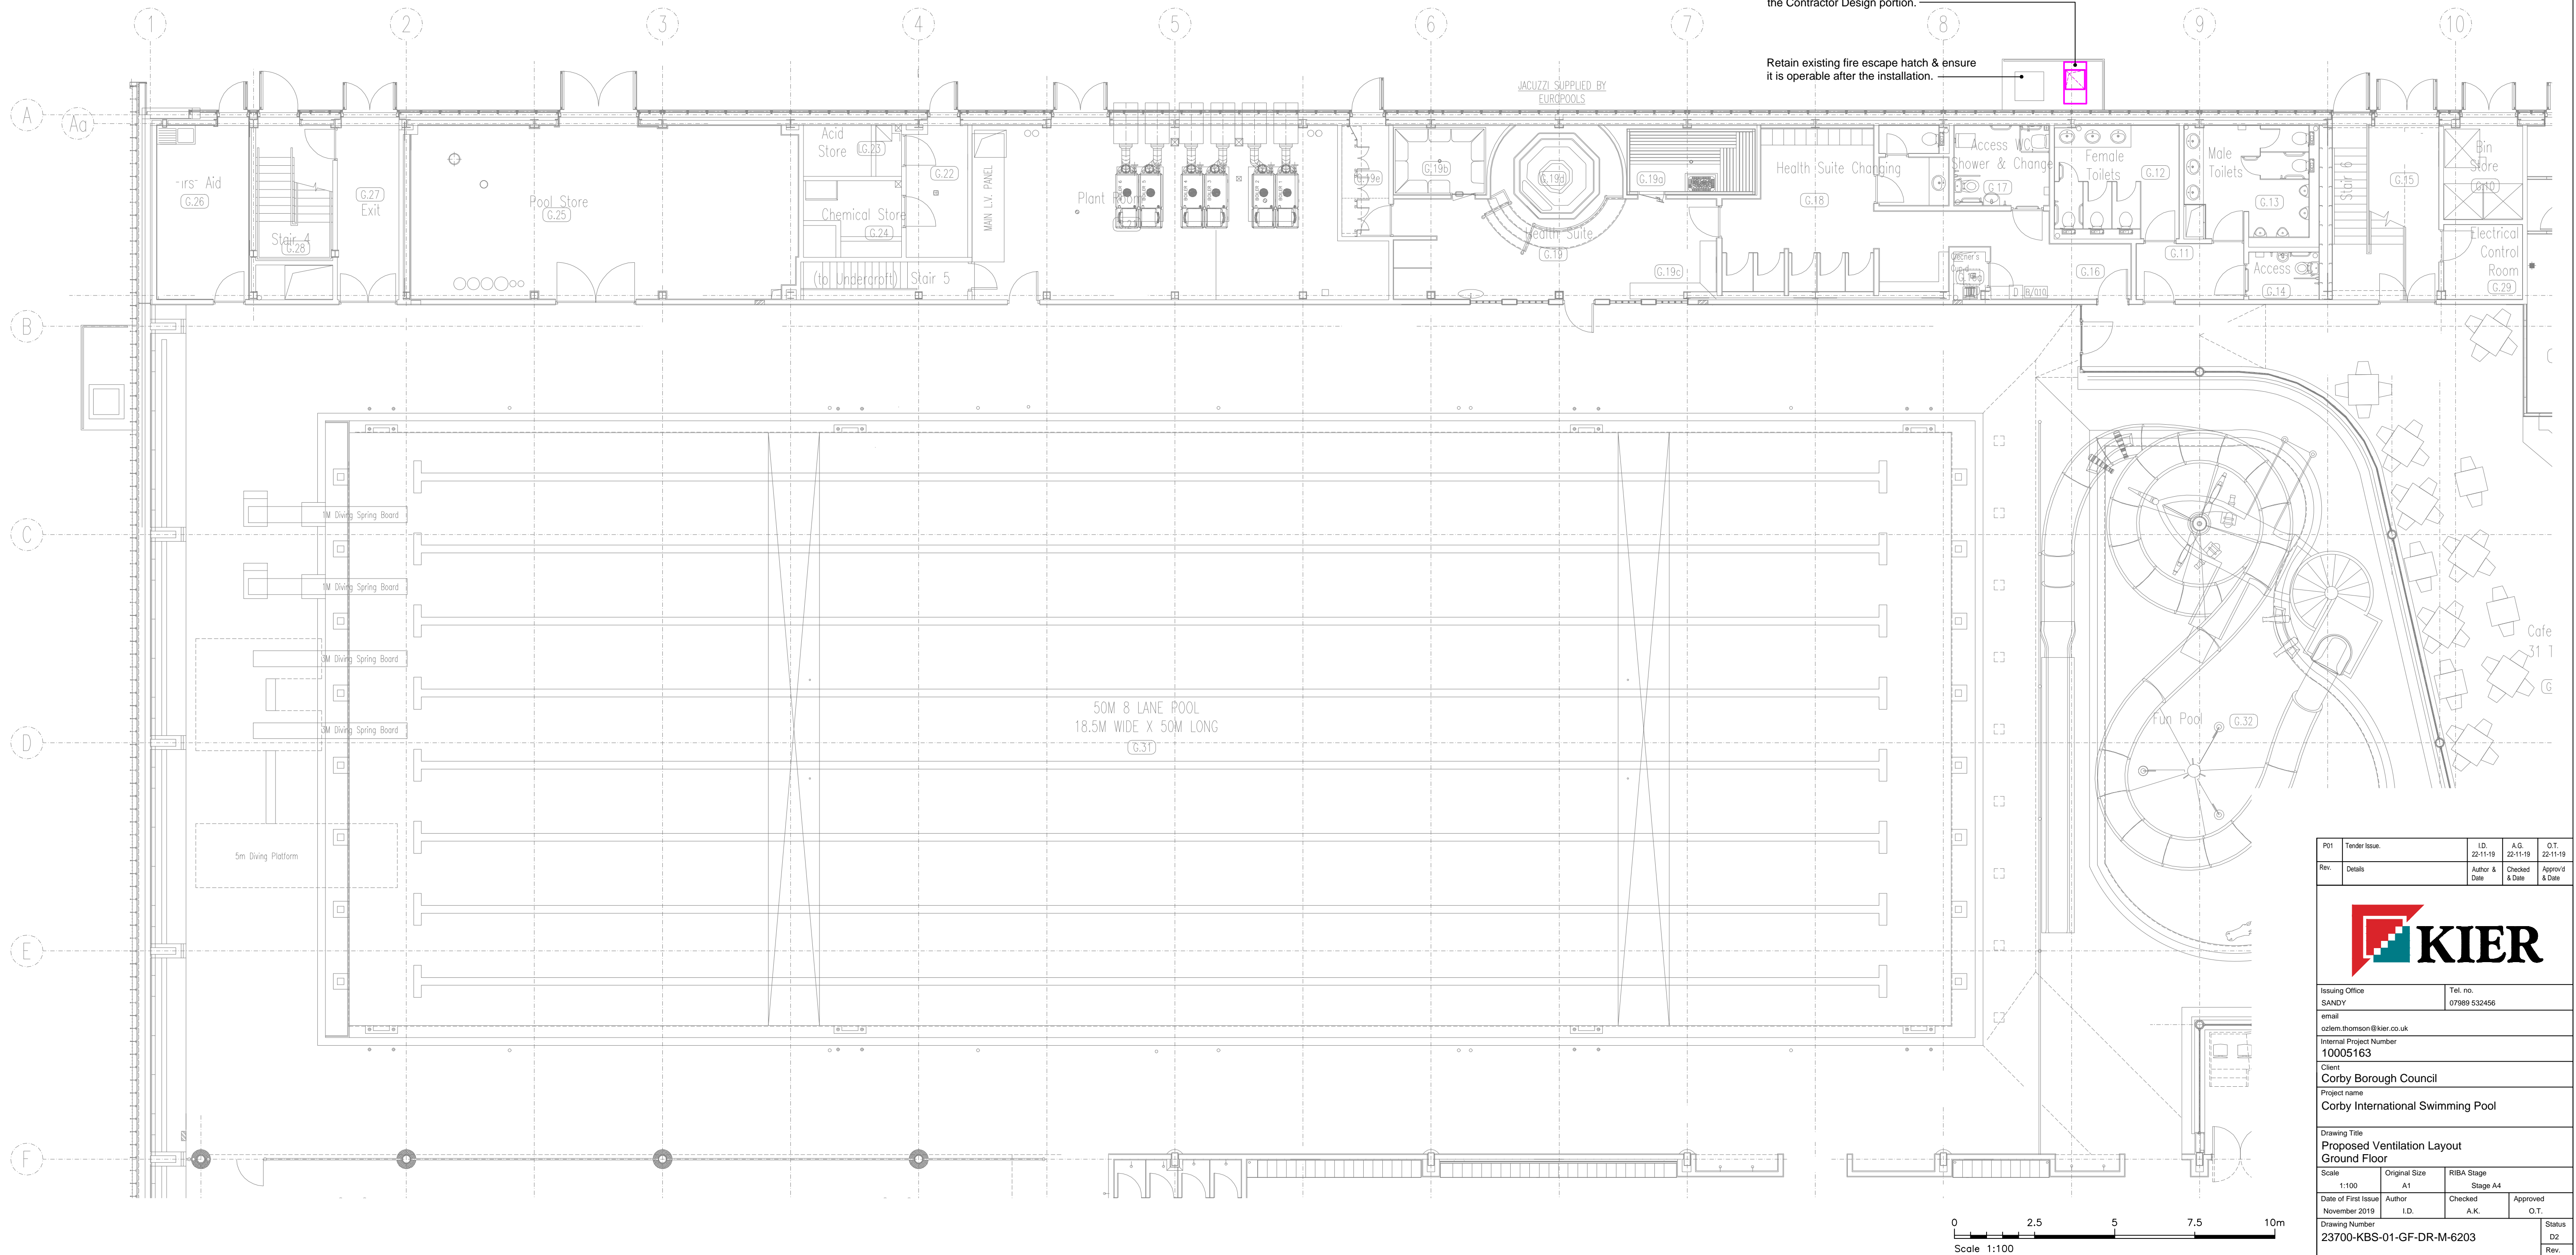 the Contractor Design portion.
1 2 3 4 5 6 7 8 9 10
Retain existing fire escape hatch & ensure
it is operable after the installation.
JACUZZI SUPPLIED BY
EUROPOOLS
A
Aa
B
C
D
E
F
-irs- Aid
G.26
G.27
Exit
Stair 4
G.28
Pool Store
G.25
Acid
Store
G.23
G.22
Chemical Store
G.24
MAIN L.V. PANEL
(to Undercroft) Stair 5
Plant
BOILER 2
G.19e
G.19b
G.19d
G.19a
Health Suite
G.19
G.19c
Health Suite Changing
G.18
Access WC
Shower & Change
G.17
Female
Toilets
G.12
Male
Toilets
G.13
Stair 6
G.15
Bin
Store
G.10
Electrical
Control
Room
G.29
Cleaner's
G.16
G.11
Access
G.14
1M Diving Spring Board
1M Diving Spring Board
3M Diving Spring Board
3M Diving Spring Board
5m Diving Platform
50M 8 LANE POOL
18.5M WIDE X 50M LONG
G.31
Fun Pool
G.32
Cafe
31 T
P01 Tender Issue. I.D. 22-11-19 A.G. 22-11-19 O.T. 22-11-19
Rev. Details Author & Date Checked & Date Approv'd & Date
KIER
Issuing Office Tel. no.
SANDY 07989 532456
email
ozlem.thomson@kier.co.uk
Internal Project Number
10005163
Client
Corby Borough Council
Project name
Corby International Swimming Pool
Drawing Title
Proposed Ventilation Layout
Ground Floor
Scale Original Size RIBA Stage
1:100 A1 Stage A4
Date of First Issue Author Checked Approved
November 2019 I.D. A.K. O.T.
Drawing Number Status
23700-KBS-01-GF-DR-M-6203 D2
Rev.
0 2.5 5 7.5 10m
Scale 1:100